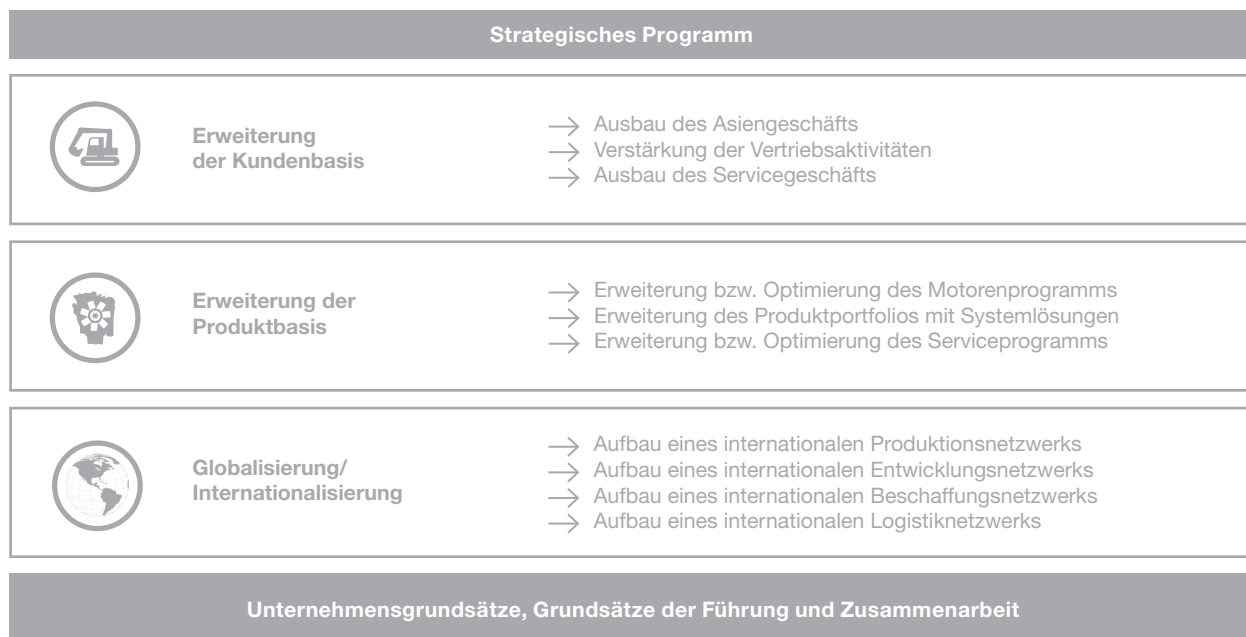 Strategisches Programm
Erweiterung
der Kundenbasis
→ Ausbau des Asiengeschäfts
→ Verstärkung der Vertriebsaktivitäten
→ Ausbau des Servicegeschäfts
Erweiterung der
Produktbasis
→ Erweiterung bzw. Optimierung des Motorenprogramms
→ Erweiterung des Produktportfolios mit Systemlösungen
→ Erweiterung bzw. Optimierung des Serviceprogramms
Globalisierung/
Internationalisierung
→ Aufbau eines internationalen Produktionsnetzwerks
→ Aufbau eines internationalen Entwicklungsnetzwerks
→ Aufbau eines internationalen Beschaffungsnetzwerks
→ Aufbau eines internationalen Logistiknetzwerks
Unternehmensgrundsätze, Grundsätze der Führung und Zusammenarbeit